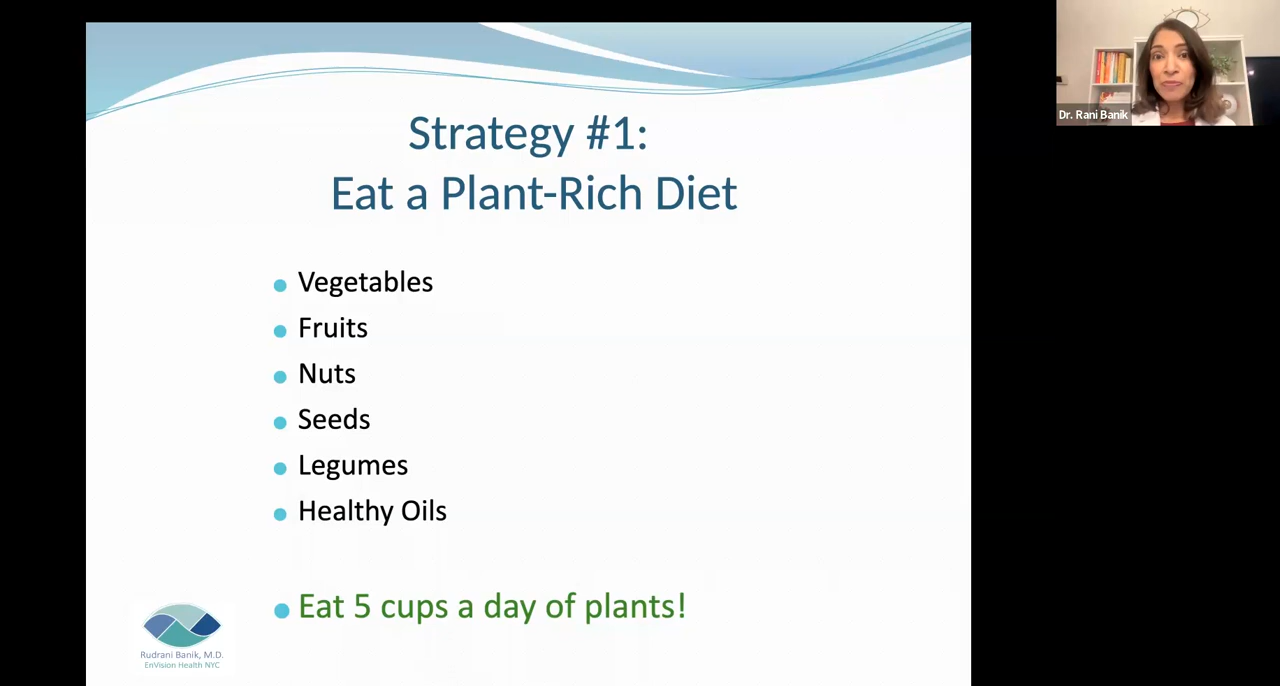 Strategy #1:
Eat a Plant-Rich Diet
Vegetables
Fruits
Nuts
Seeds
Legumes
Healthy Oils
Eat 5 cups a day of plants!
Rudrani Banik, M.D.
EnVision Health NYC
Dr. Rani Banik